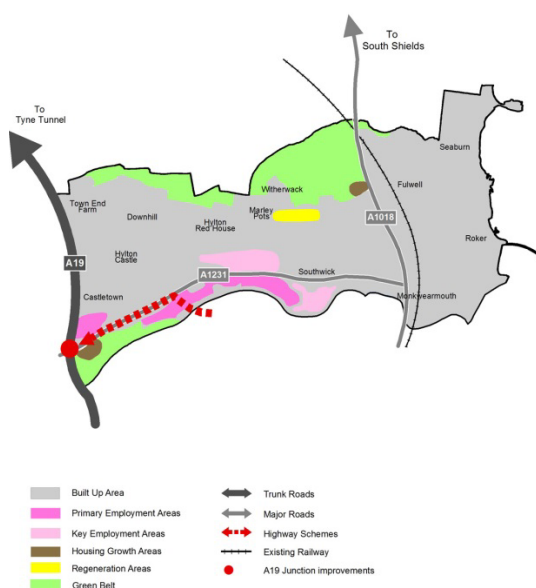 To
South Shields
To
Tyne Tunnel
Seaburn
Witherwack
Fulwell
Town End
Farm
Downhill
Hylton
Red House
Marley
Pots
A1018
Roker
Hylton
Castle
A19
A1231
Southwick
Castletown
Monkwearmouth
Built Up Area
Primary Employment Areas
Key Employment Areas
Housing Growth Areas
Regeneration Areas
Green Belt
Trunk Roads
Major Roads
Highway Schemes
Existing Railway
A19 Junction improvements